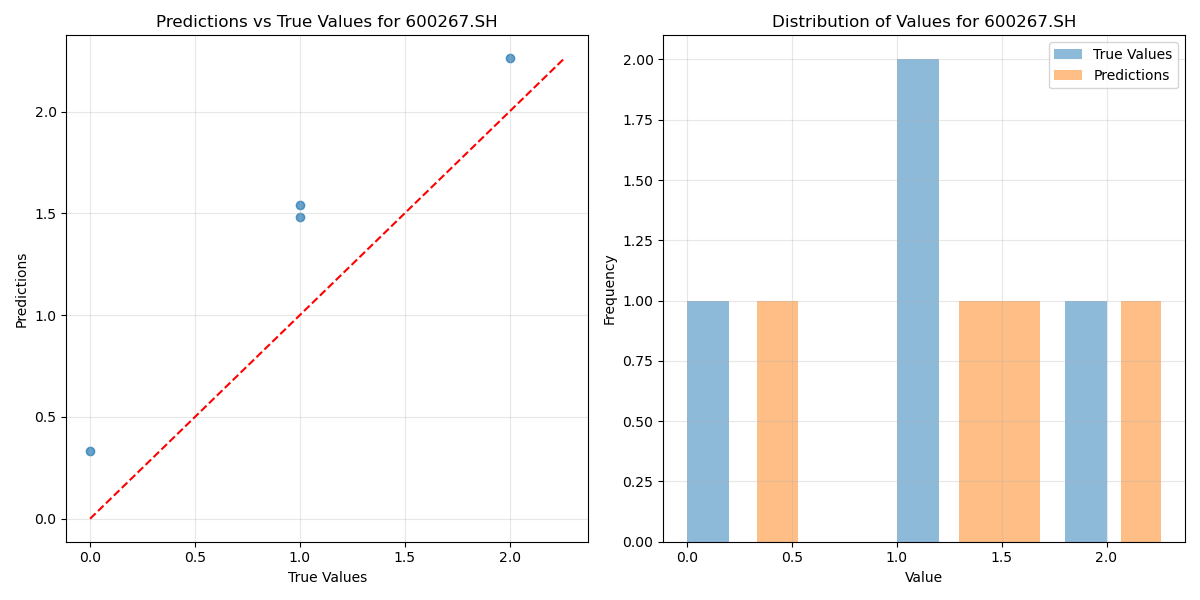 Predictions vs True Values for 600267.SH
2.0
1.5
1.0
0.5
0.0
Predictions
0.0 0.5 1.0 1.5 2.0
True Values
Distribution of Values for 600267.SH
True Values
Predictions
2.00
1.75
1.50
1.25
1.00
0.75
0.50
0.25
0.00
Frequency
0.0 0.5 1.0 1.5 2.0
Value